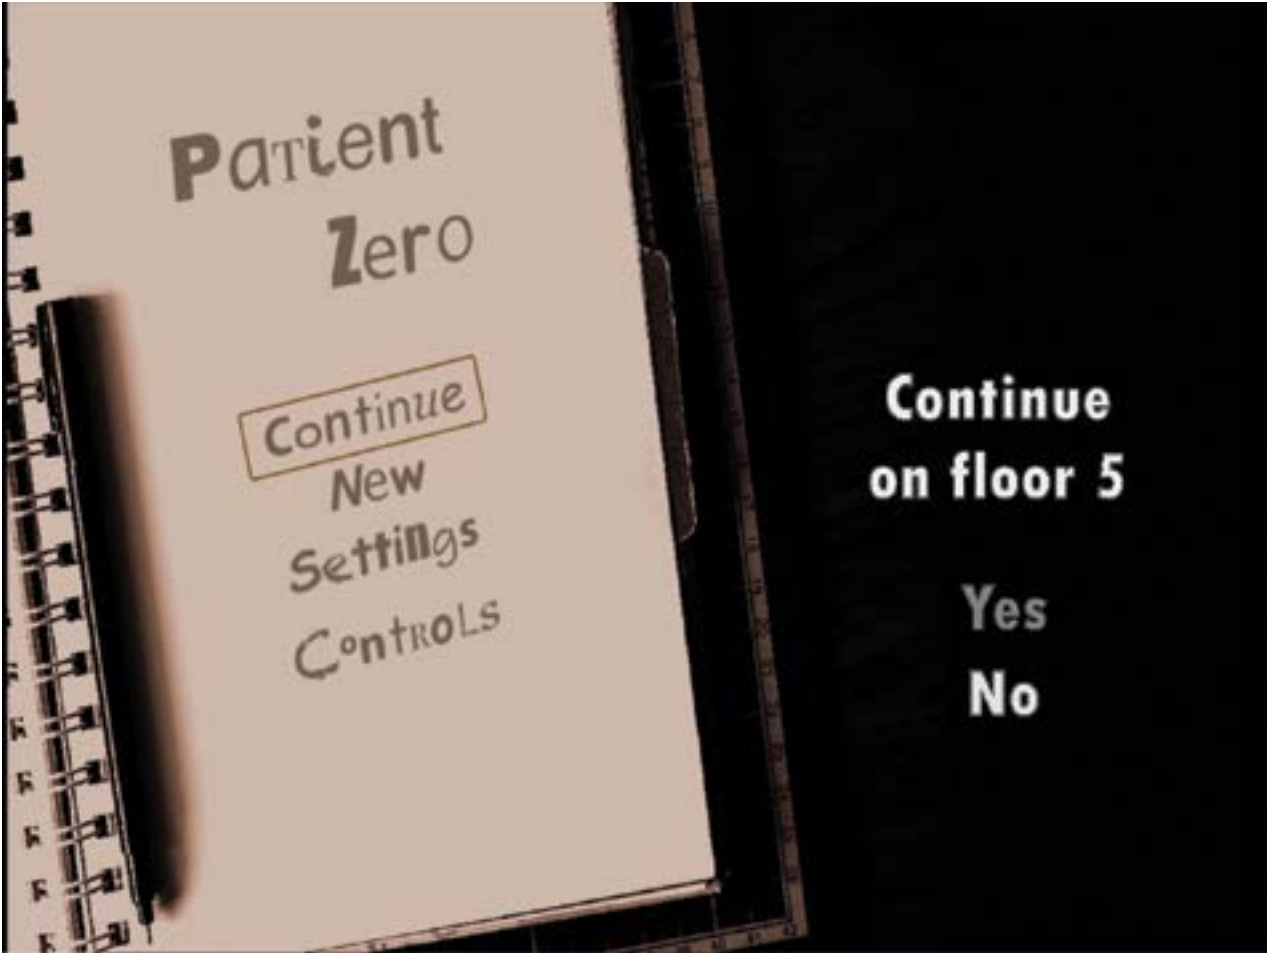 Patient
Zero
Continue
New
Settings
Controls
Continue
on floor 5
Yes
No